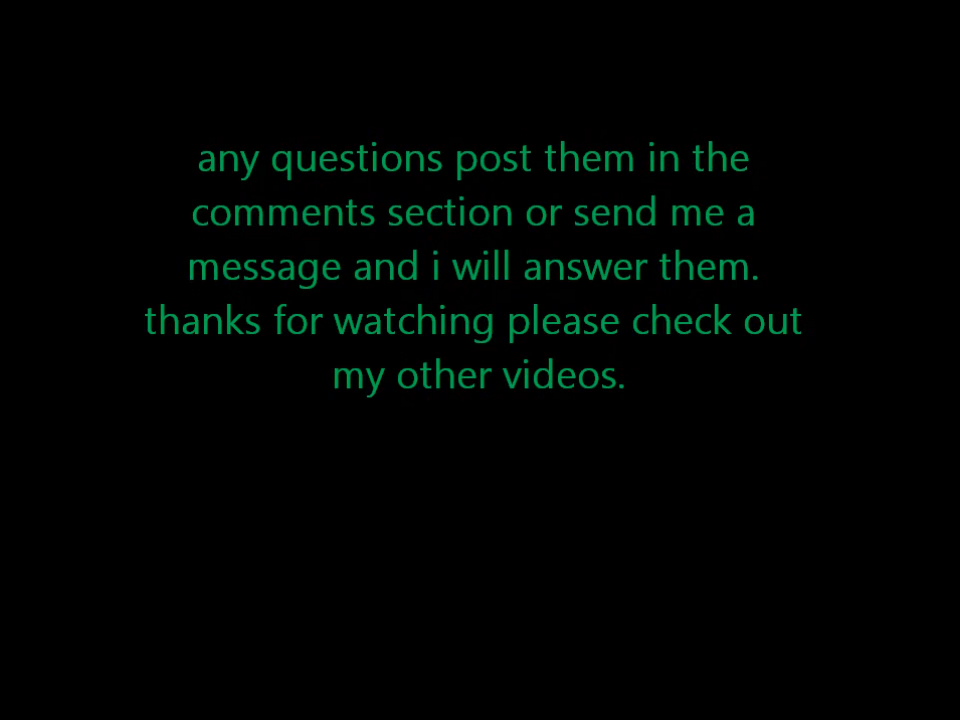 any questions post them in the
comments section or send me a
message and i will answer them.
thanks for watching please check out
my other videos.